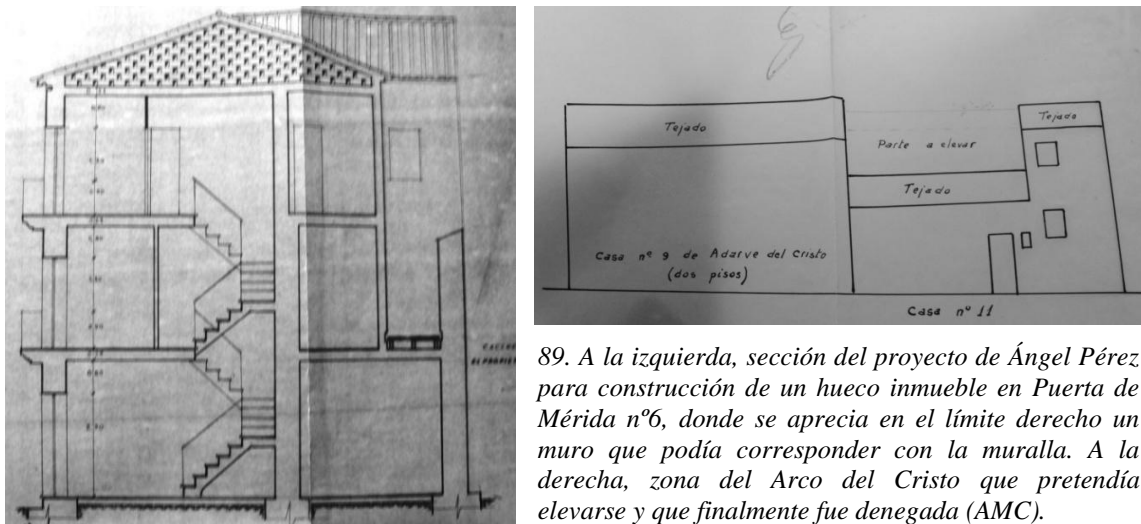 Tejado
Parte a elevar
Tejado
Tejado
Casa nº 9 de Adarve del Cristo
(dos pisos)
Casa nº 11
89. A la izquierda, sección del proyecto de Ángel Pérez
para construcción de un hueco inmueble en Puerta de
Mérida nº6, donde se aprecia en el límite derecho un
muro que podía corresponder con la muralla. A la
derecha, zona del Arco del Cristo que pretendía
elevarse y que finalmente fue denegada (AMC).